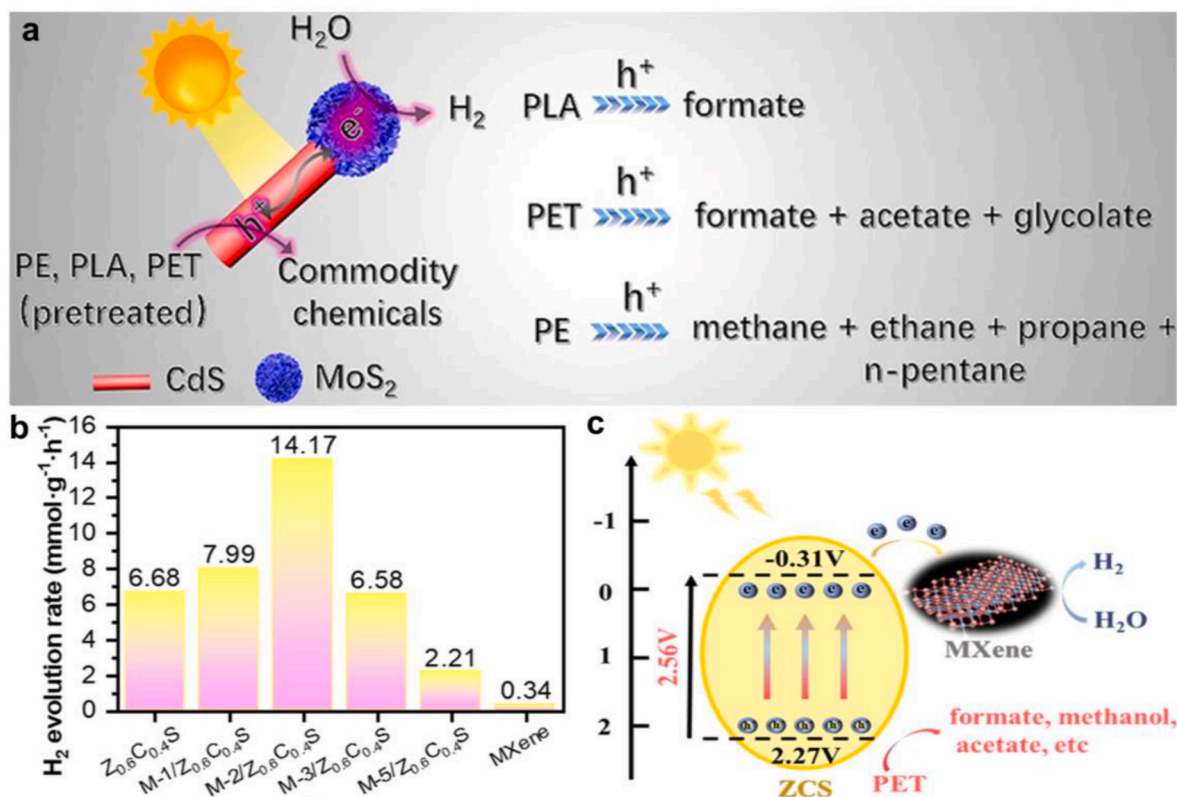 a
H₂O
e⁻
H₂
h⁺
PE, PLA, PET
(pretreated)
Commodity
chemicals
CdS
MoS₂
h⁺
PLA
formate
h⁺
PET
formate + acetate + glycolate
h⁺
PE
methane + ethane + propane +
n-pentane
b
H₂ evolution rate (mmol·g⁻¹·h⁻¹)
16
14
12
10
8
6
4
2
0
6.68
7.99
14.17
6.58
2.21
0.34
Z₀.₆C₀.₄S
M-1/Z₀.₆C₀.₄S
M-2/Z₀.₆C₀.₄S
M-3/Z₀.₆C₀.₄S
M-5/Z₀.₆C₀.₄S
MXene
c
-1
0
1
2
2.56V
-0.31V
e e e e e
h h h h h
2.27V
ZCS
e e e
MXene
H₂
H₂O
formate, methanol,
acetate, etc
PET